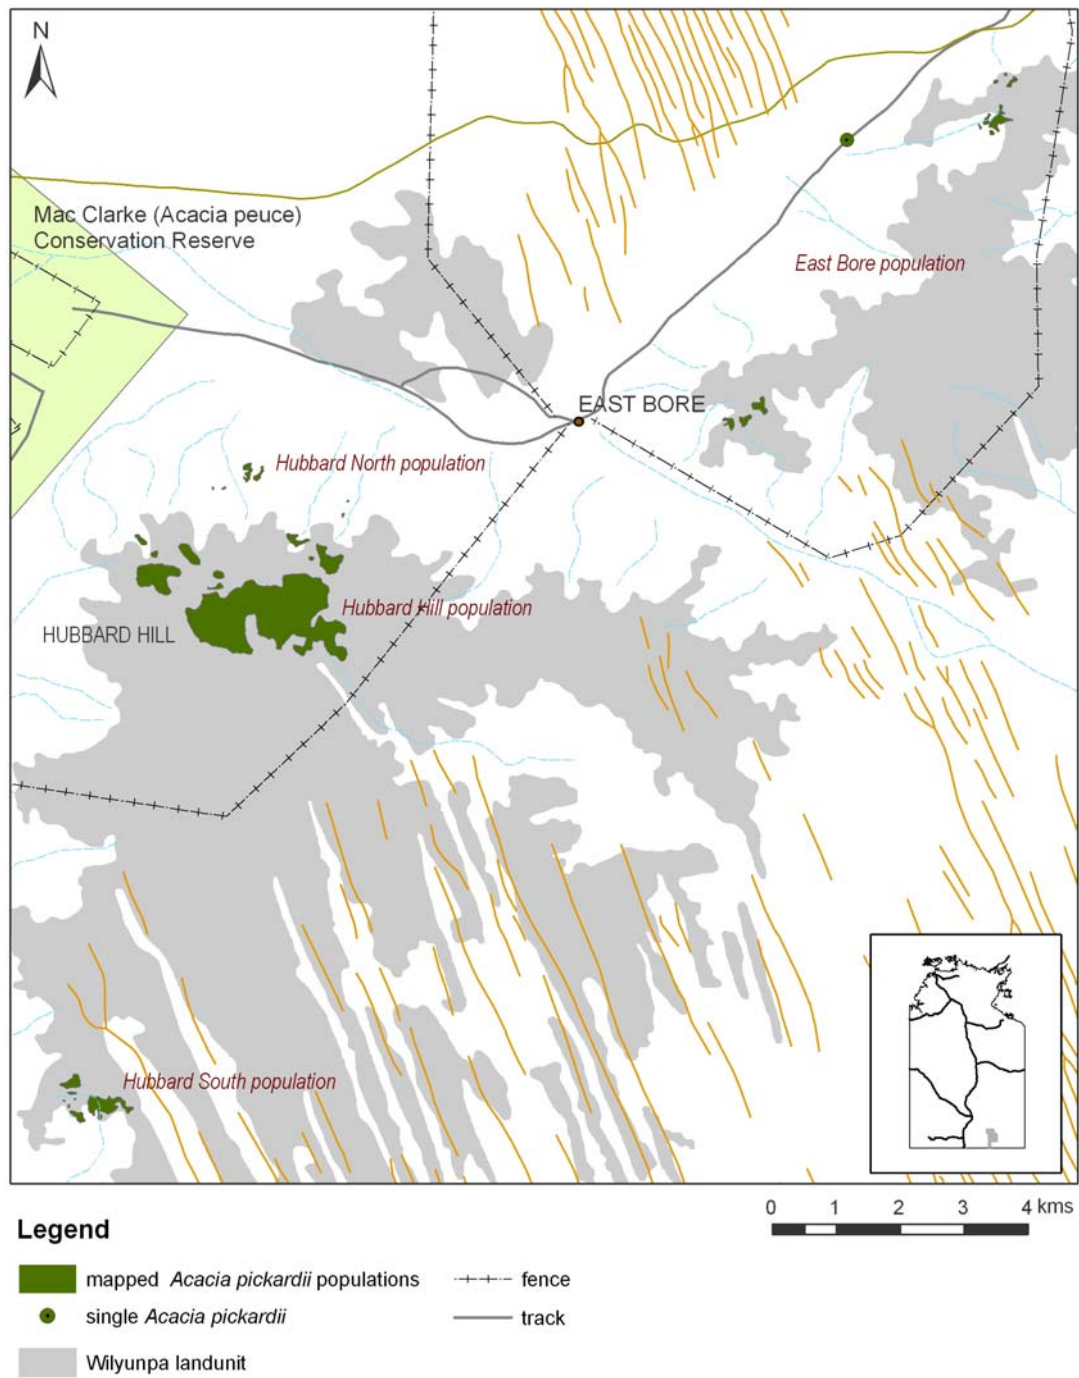 N
Mac Clarke (Acacia peuce)
Conservation Reserve
East Bore population
EAST BORE
Hubbard North population
Hubbard Hill population
HUBBARD HILL
Hubbard South population
0 1 2 3 4 kms
Legend
mapped Acacia pickardii populations
fence
single Acacia pickardii
track
Wilyunpa landunit